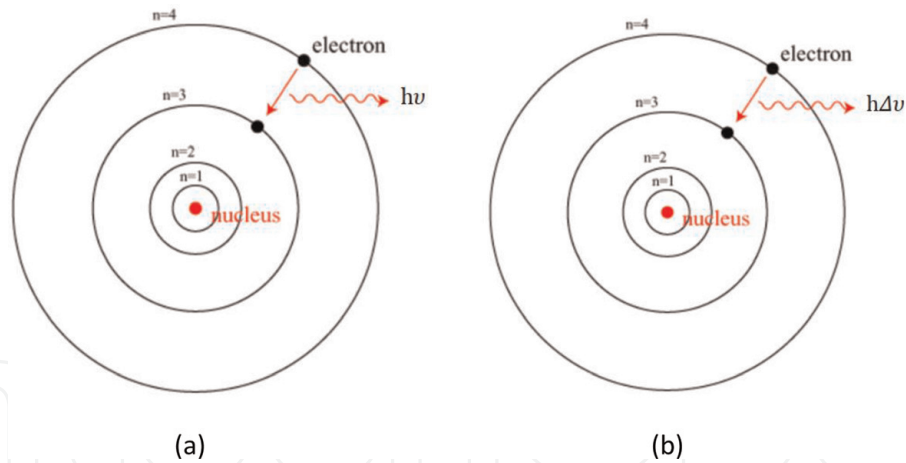 n=4
electron
hυ
n=3
n=2
n=1
nucleus
(a)
n=4
electron
hΔυ
n=3
n=2
n=1
nucleus
(b)